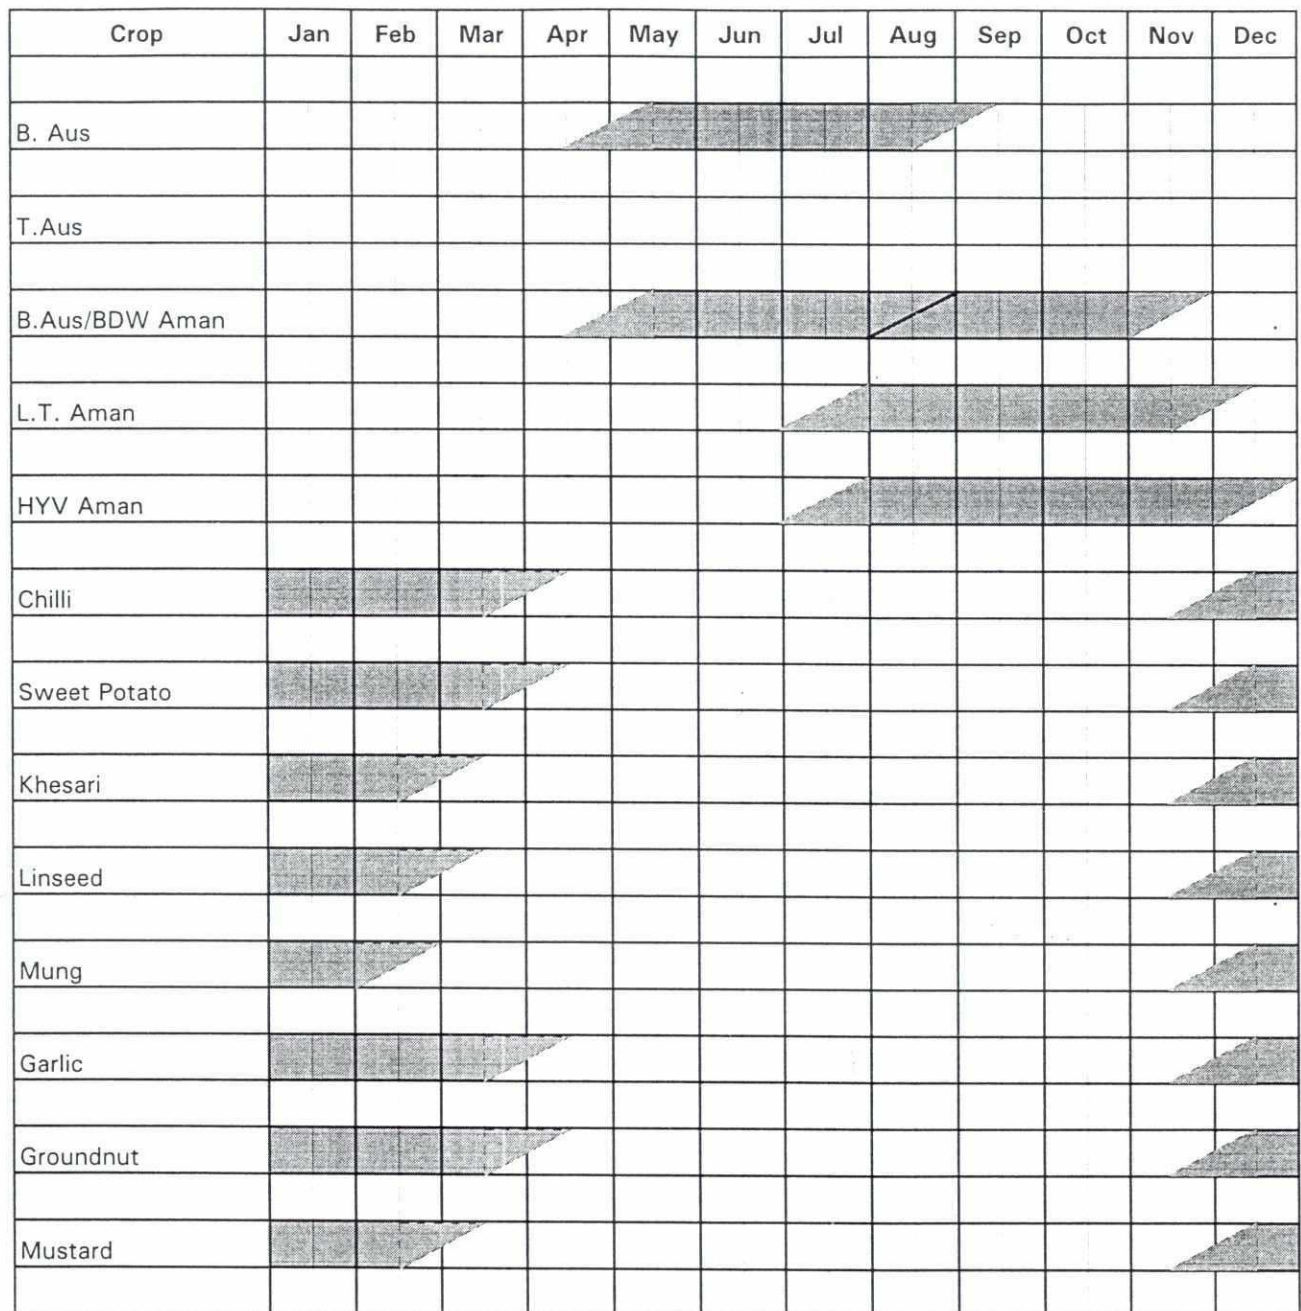 Crop Jan Feb Mar Apr May Jun Jul Aug Sep Oct Nov Dec
B. Aus
T.Aus
B.Aus/BDW Aman
L.T. Aman
HYV Aman
Chilli
Sweet Potato
Khesari
Linseed
Mung
Garlic
Groundnut
Mustard